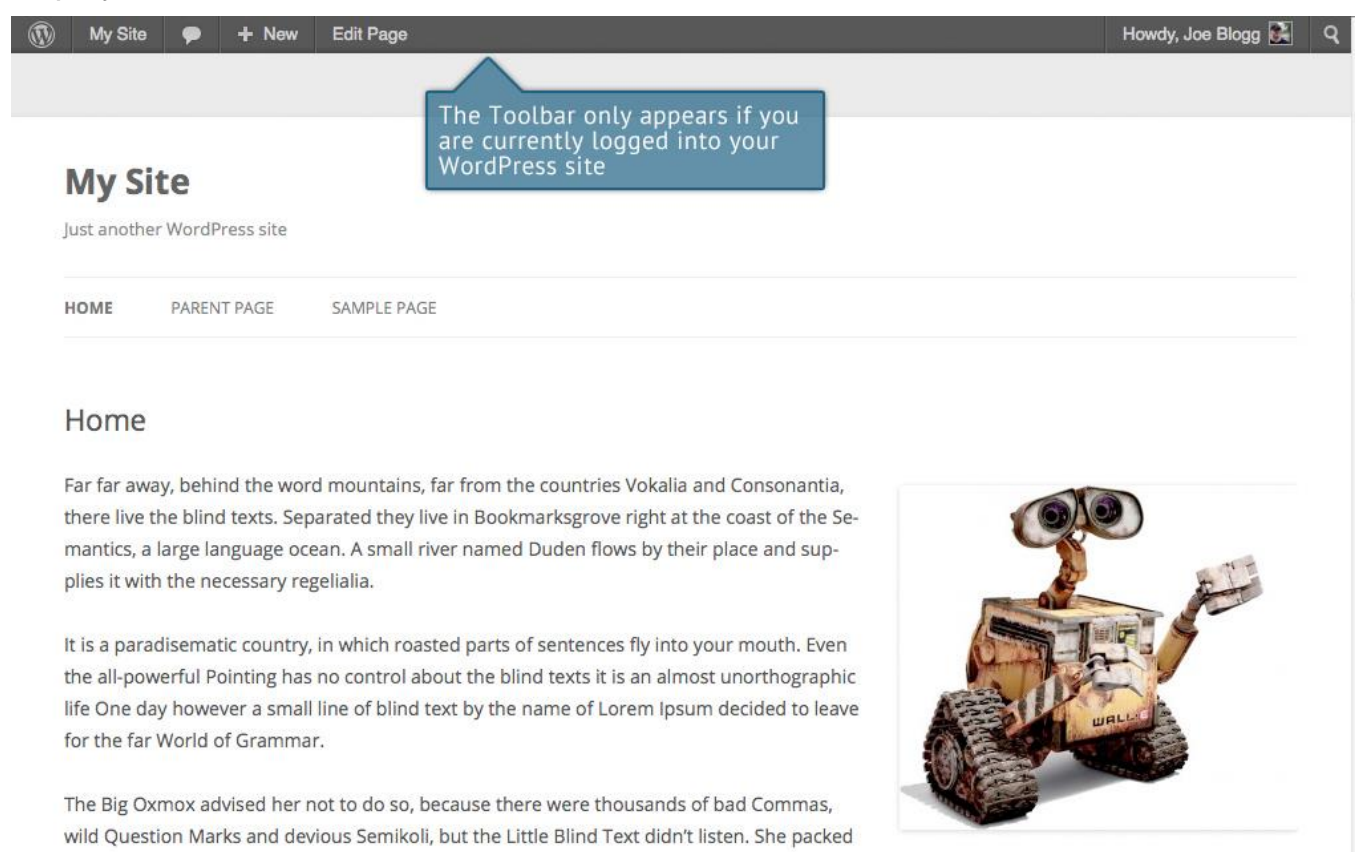 My Site + New Edit Page Howdy, Joe Blogg
The Toolbar only appears if you
are currently logged into your
WordPress site
My Site
Just another WordPress site
HOME PARENT PAGE SAMPLE PAGE
Home
Far far away, behind the word mountains, far from the countries Vokalia and Consonantia,
there live the blind texts. Separated they live in Bookmarksgrove right at the coast of the Se-
mantics, a large language ocean. A small river named Duden flows by their place and sup-
plies it with the necessary regelialia.
It is a paradisematic country, in which roasted parts of sentences fly into your mouth. Even
the all-powerful Pointing has no control about the blind texts it is an almost unorthographic
life One day however a small line of blind text by the name of Lorem Ipsum decided to leave
for the far World of Grammar.
The Big Oxmox advised her not to do so, because there were thousands of bad Commas,
wild Question Marks and devious Semikoli, but the Little Blind Text didn’t listen. She packed
WALL·E